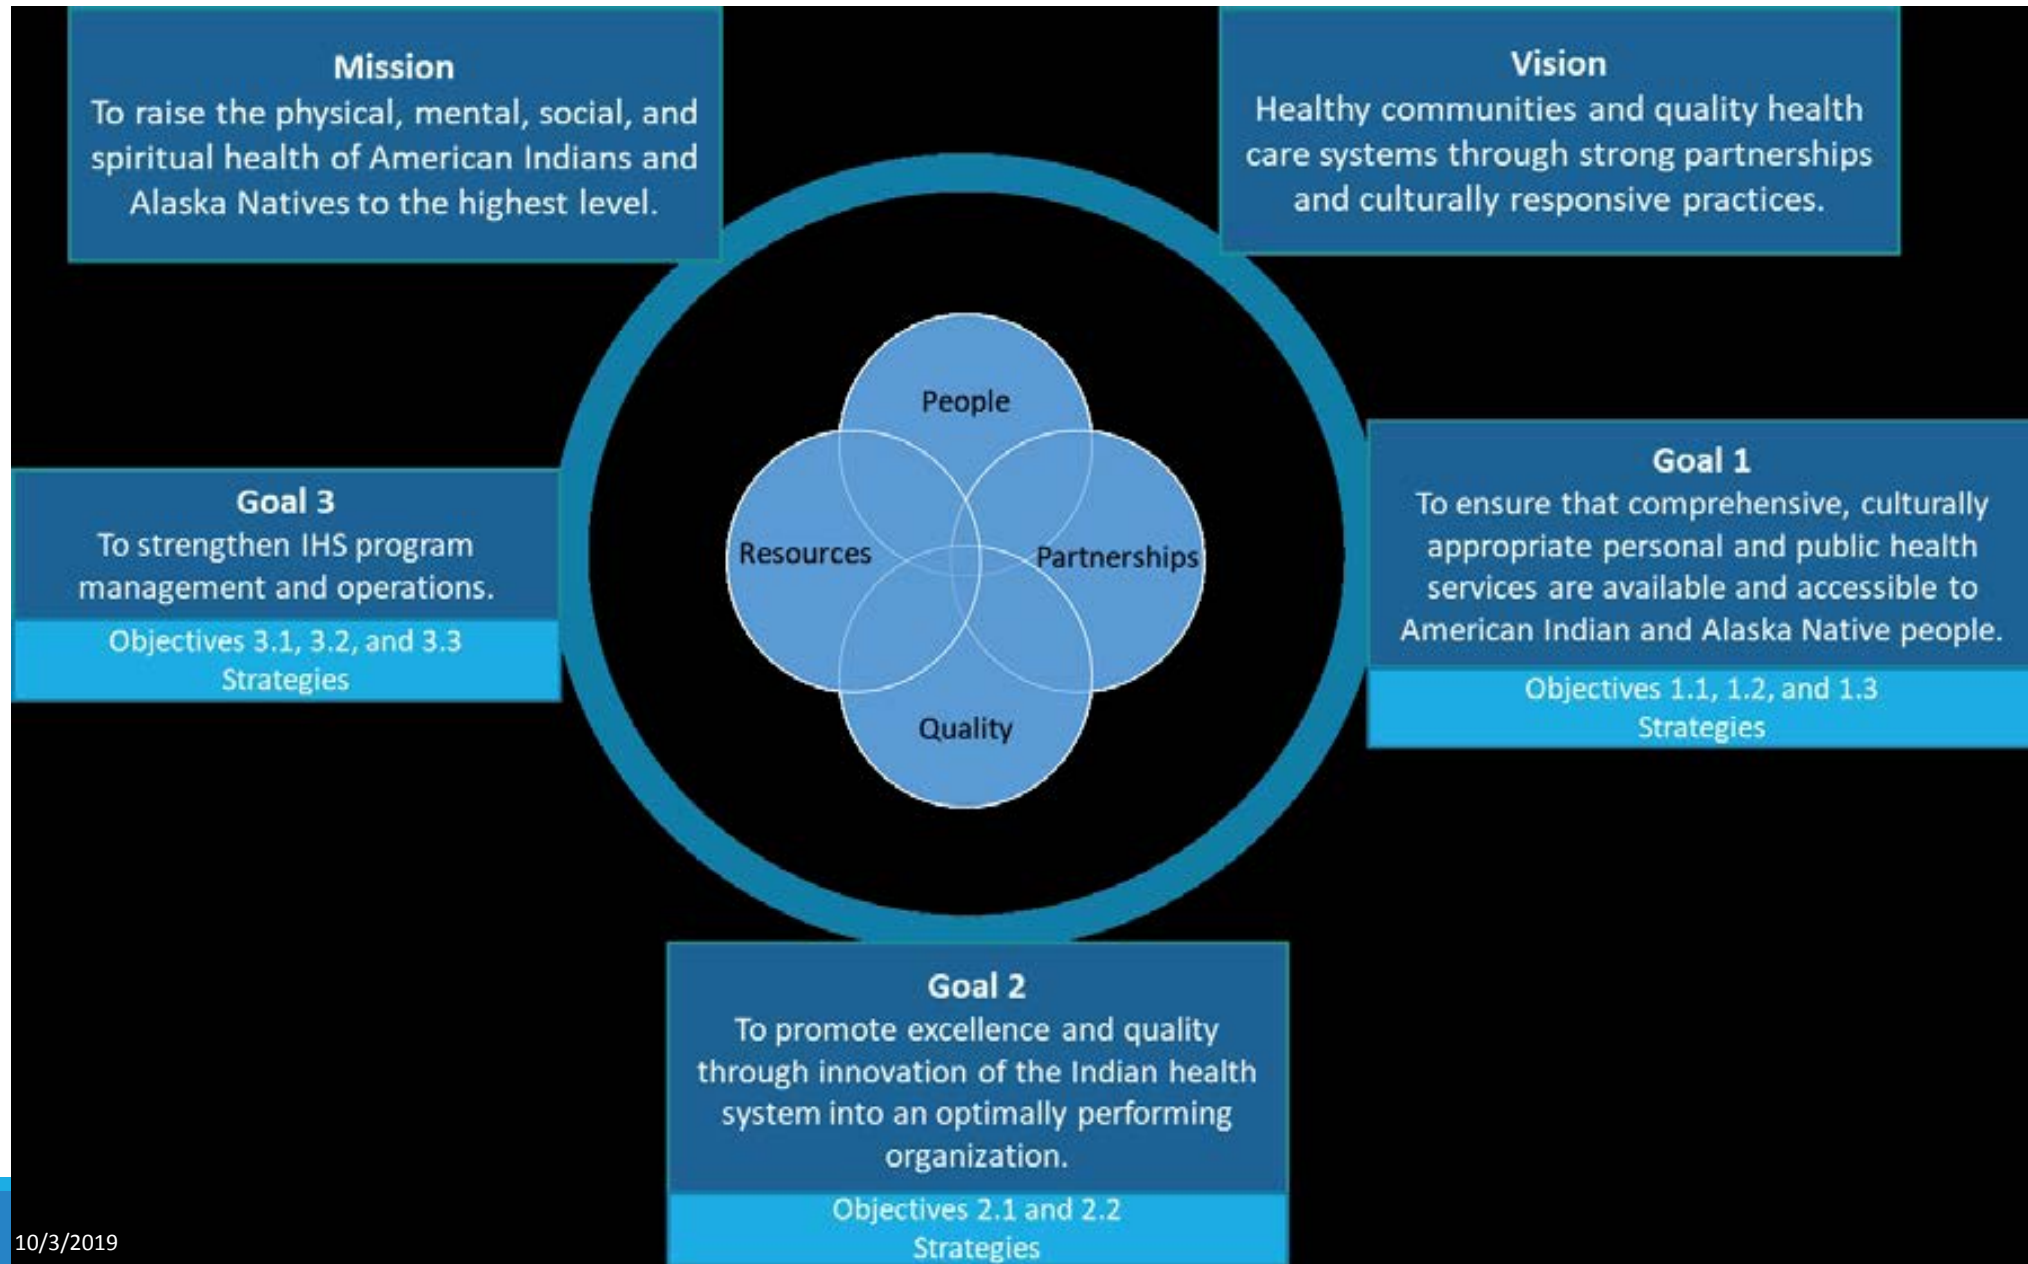 Mission
To raise the physical, mental, social, and
spiritual health of American Indians and
Alaska Natives to the highest level.
Vision
Healthy communities and quality health
care systems through strong partnerships
and culturally responsive practices.
People
Resources
Partnerships
Quality
Goal 1
To ensure that comprehensive, culturally
appropriate personal and public health
services are available and accessible to
American Indian and Alaska Native people.
Objectives 1.1, 1.2, and 1.3
Strategies
Goal 3
To strengthen IHS program
management and operations.
Objectives 3.1, 3.2, and 3.3
Strategies
Goal 2
To promote excellence and quality
through innovation of the Indian health
system into an optimally performing
organization.
Objectives 2.1 and 2.2
Strategies
10/3/2019